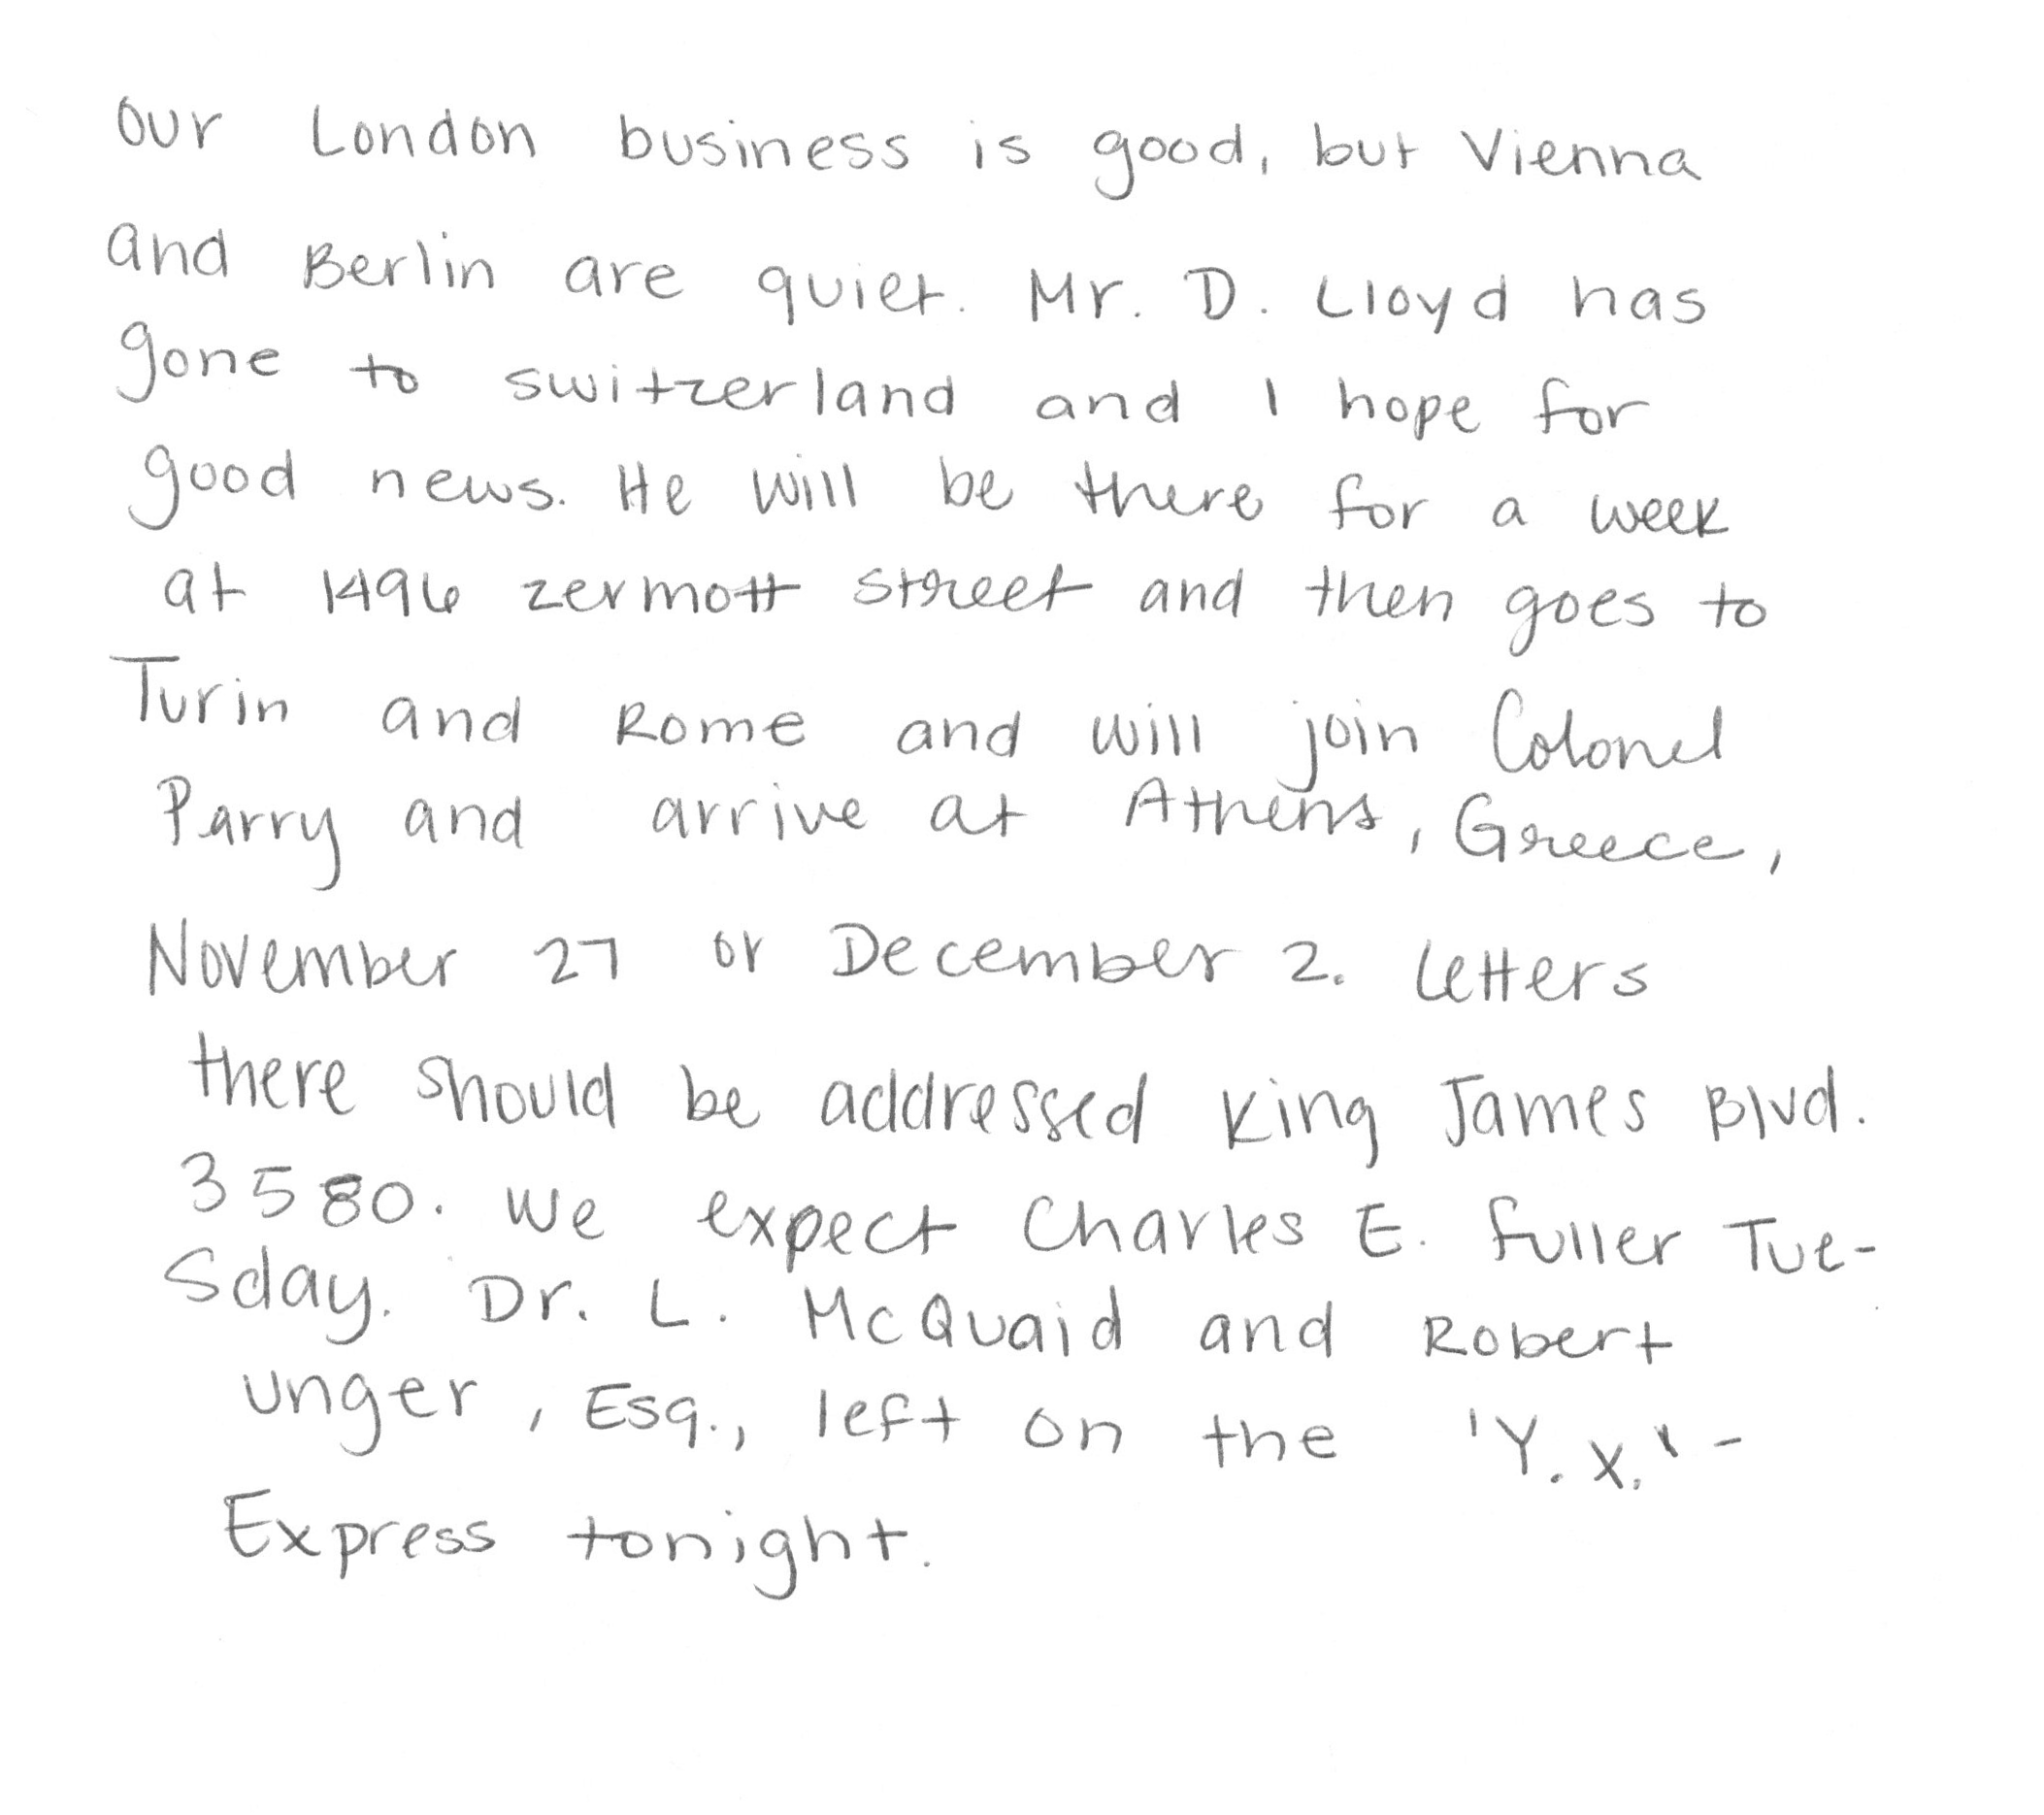 Our London business is good, but Vienna
and Berlin are quiet. Mr. D. Lloyd has
gone to switzerland and I hope for
good news. He will be there for a week
at 1496 zermott street and then goes to
Turin and Rome and will join Colonel
Parry and arrive at Athens, Greece,
November 27 or December 2. Letters
there should be addressed King James Blvd.
3580. We expect Charles E. fuller Tue-
sday. Dr. L. McQuaid and Robert
Unger, Esq., left on the 'Y.X.'-
Express tonight.